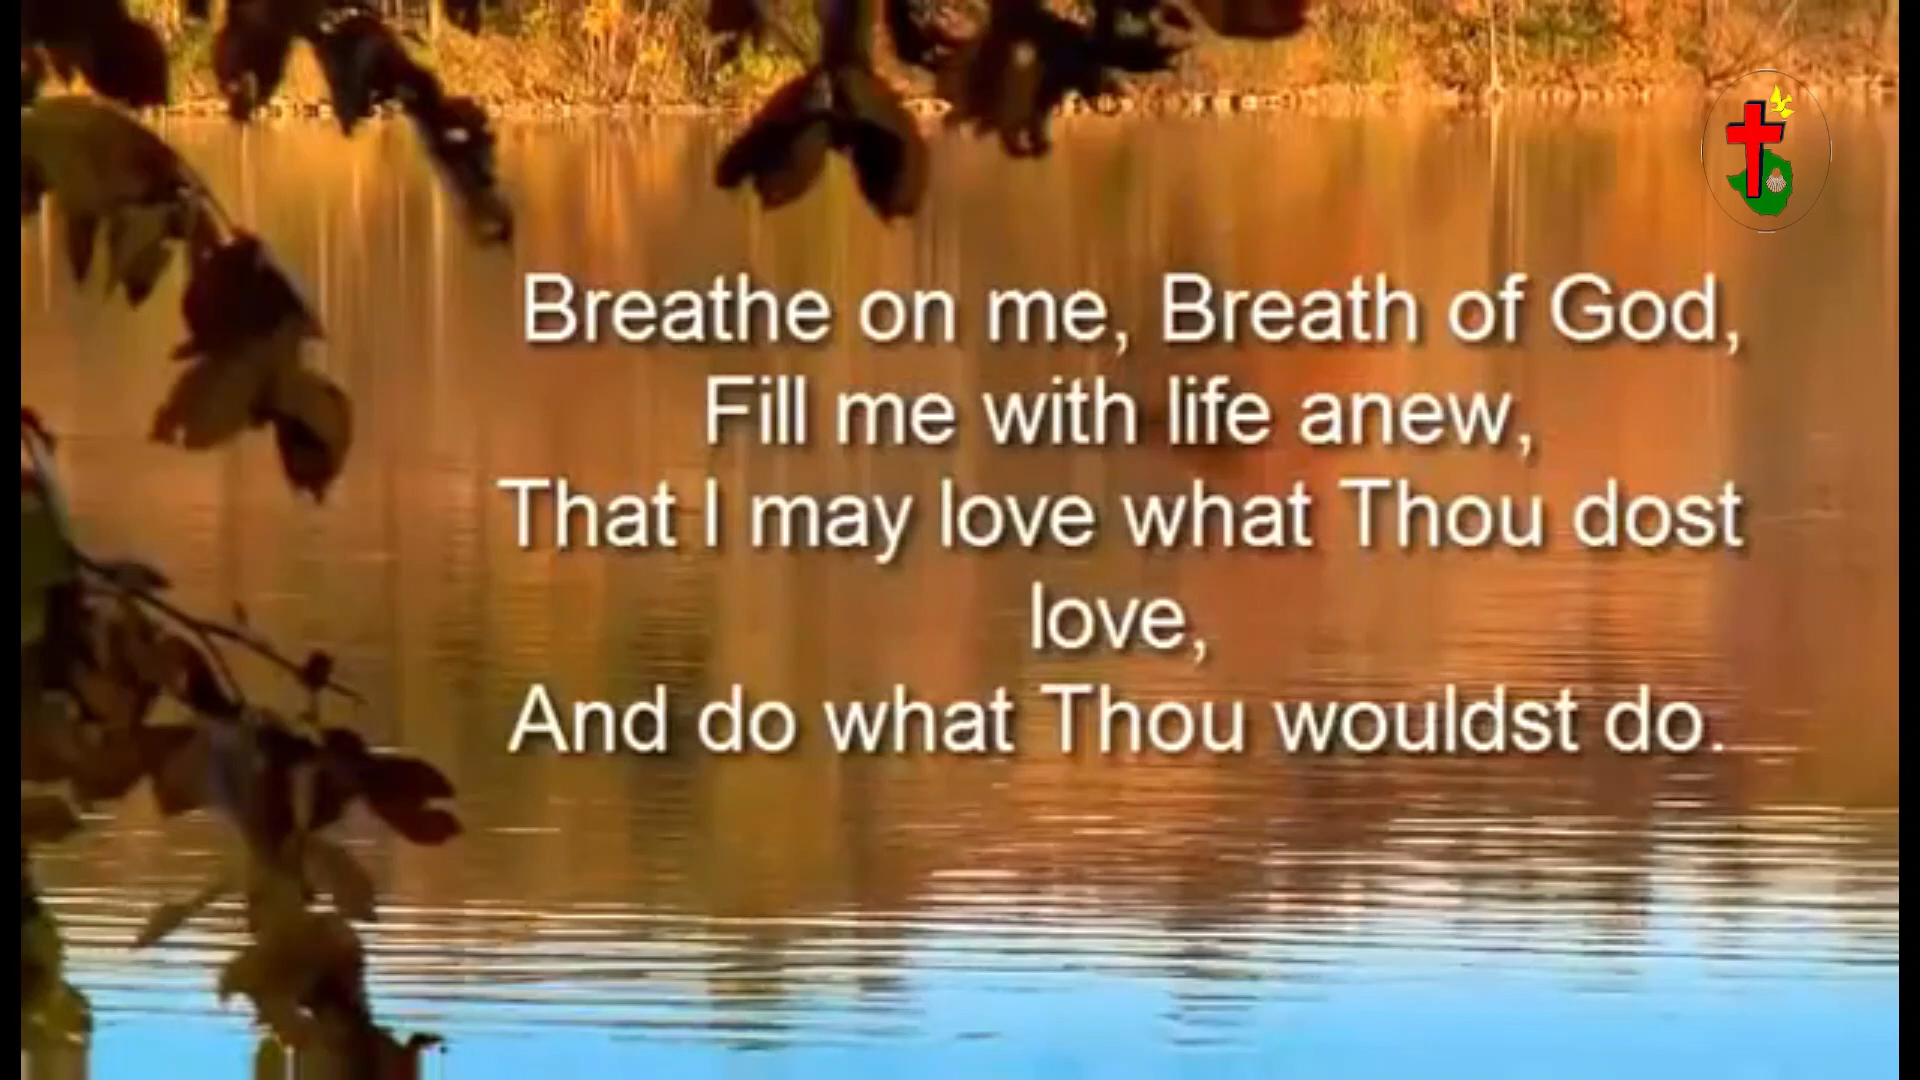 Breathe on me, Breath of God,
Fill me with life anew,
That I may love what Thou dost
love,
And do what Thou wouldst do.